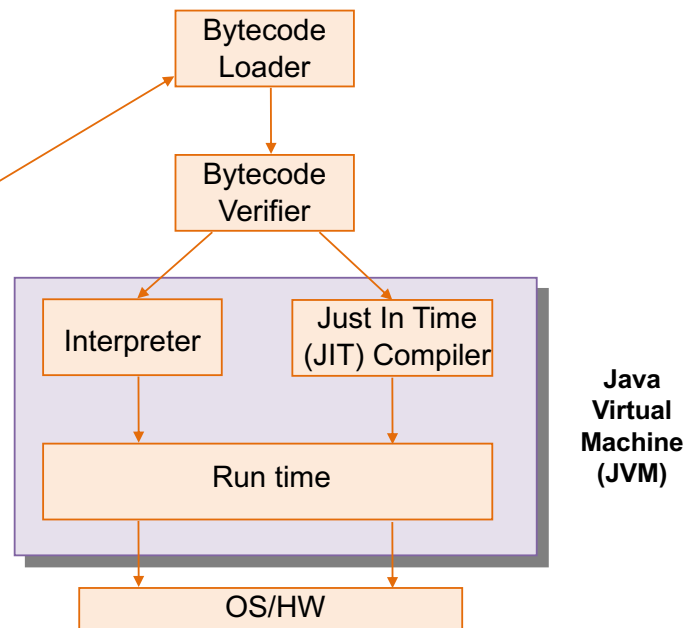 Bytecode
Loader
Bytecode
Verifier
Interpreter
Just In Time
(JIT) Compiler
Java
Virtual
Machine
(JVM)
Run time
OS/HW